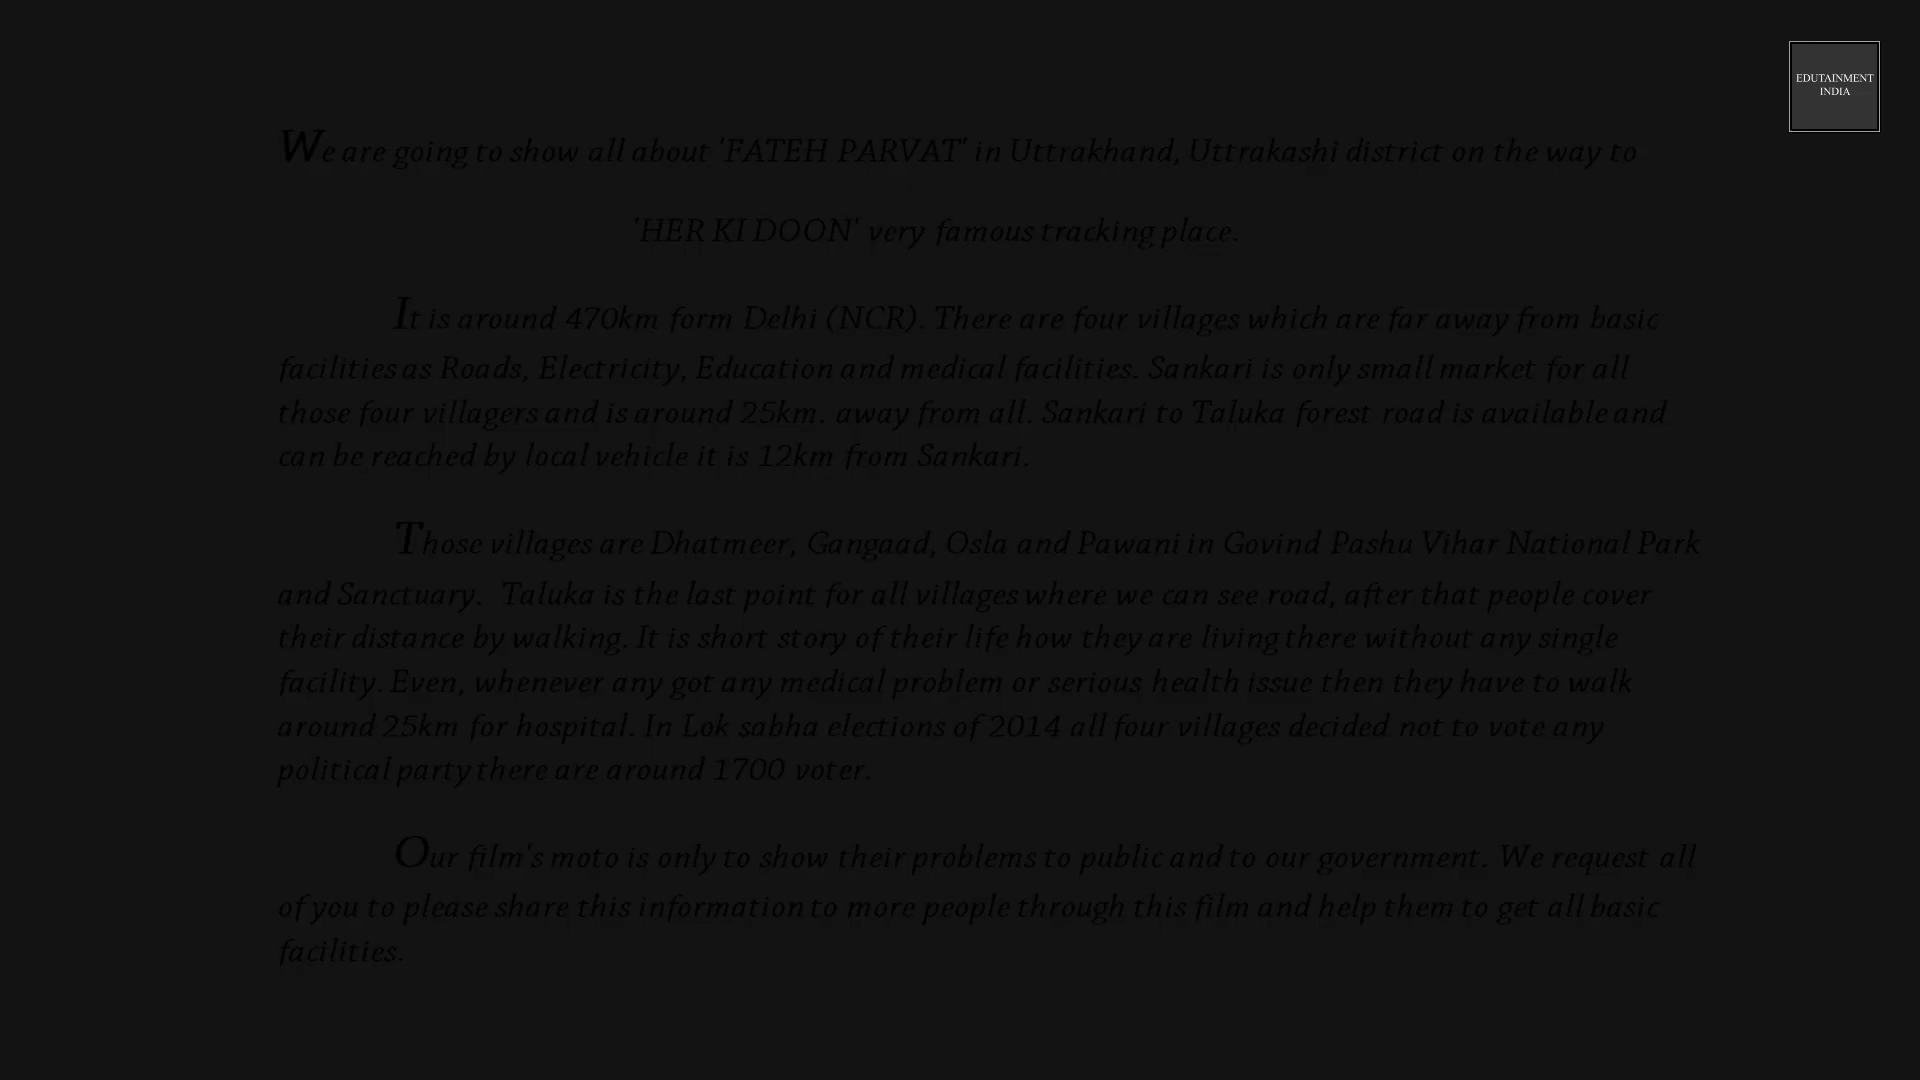 EDUTAINMENT
INDIA
We are going to show all about 'FATEH PARVAT' in Uttrakhand, Uttrakashi district on the way to
'HER KI DOON' very famous tracking place.
It is around 470km form Delhi (NCR). There are four villages which are far away from basic
facilities as Roads, Electricity, Education and medical facilities. Sankari is only small market for all
those four villagers and is around 25km. away from all. Sankari to Taluka forest road is available and
can be reached by local vehicle it is 12km from Sankari.
Those villages are Dhatmeer, Gangaad, Osla and Pawani in Govind Pashu Vihar National Park
and Sanctuary. Taluka is the last point for all villages where we can see road, after that people cover
their distance by walking. It is short story of their life how they are living there without any single
facility. Even, whenever any got any medical problem or serious health issue then they have to walk
around 25km for hospital. In Lok sabha elections of 2014 all four villages decided not to vote any
political party there are around 1700 voter.
Our film's moto is only to show their problems to public and to our government. We request all
of you to please share this information to more people through this film and help them to get all basic
facilities.